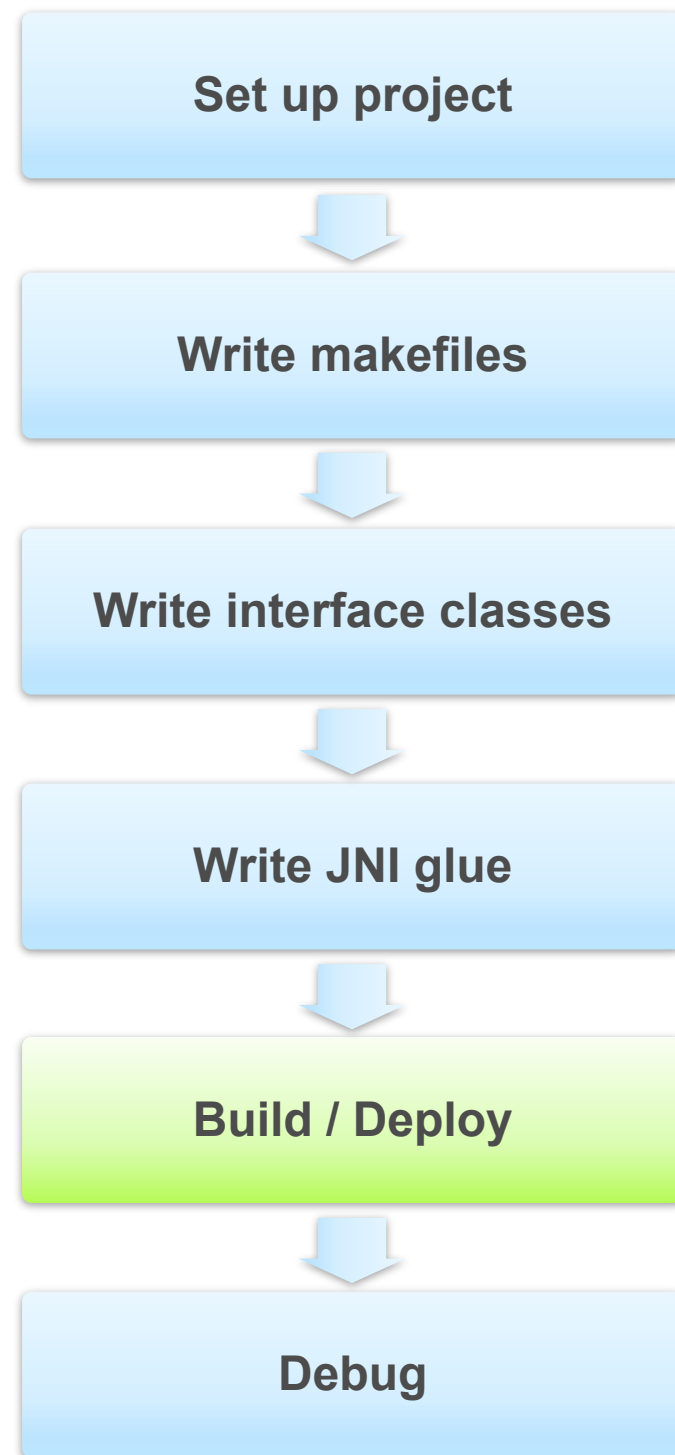 Set up project
Write makefiles
Write interface classes
Write JNI glue
Build / Deploy
Debug